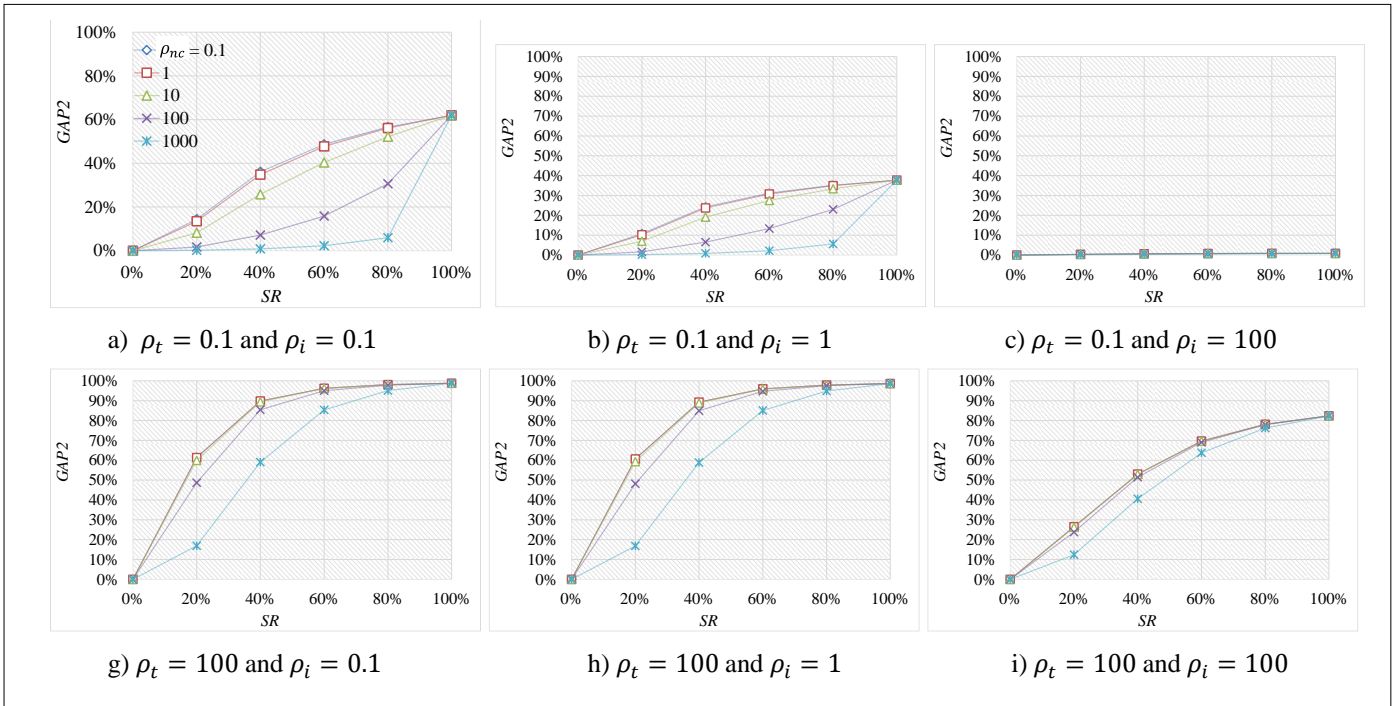 100%
80%
60%
40%
20%
0%
GAP2
ρnc = 0.1
1
10
100
1000
0% 20% 40% 60% 80% 100%
SR
a) ρt = 0.1 and ρi = 0.1
100%
90%
80%
70%
60%
50%
40%
30%
20%
10%
0%
GAP2
0% 20% 40% 60% 80% 100%
SR
b) ρt = 0.1 and ρi = 1
100%
90%
80%
70%
60%
50%
40%
30%
20%
10%
0%
GAP2
0% 20% 40% 60% 80% 100%
SR
c) ρt = 0.1 and ρi = 100
100%
90%
80%
70%
60%
50%
40%
30%
20%
10%
0%
GAP2
0% 20% 40% 60% 80% 100%
SR
g) ρt = 100 and ρi = 0.1
100%
90%
80%
70%
60%
50%
40%
30%
20%
10%
0%
GAP2
0% 20% 40% 60% 80% 100%
SR
h) ρt = 100 and ρi = 1
100%
90%
80%
70%
60%
50%
40%
30%
20%
10%
0%
GAP2
0% 20% 40% 60% 80% 100%
SR
i) ρt = 100 and ρi = 100